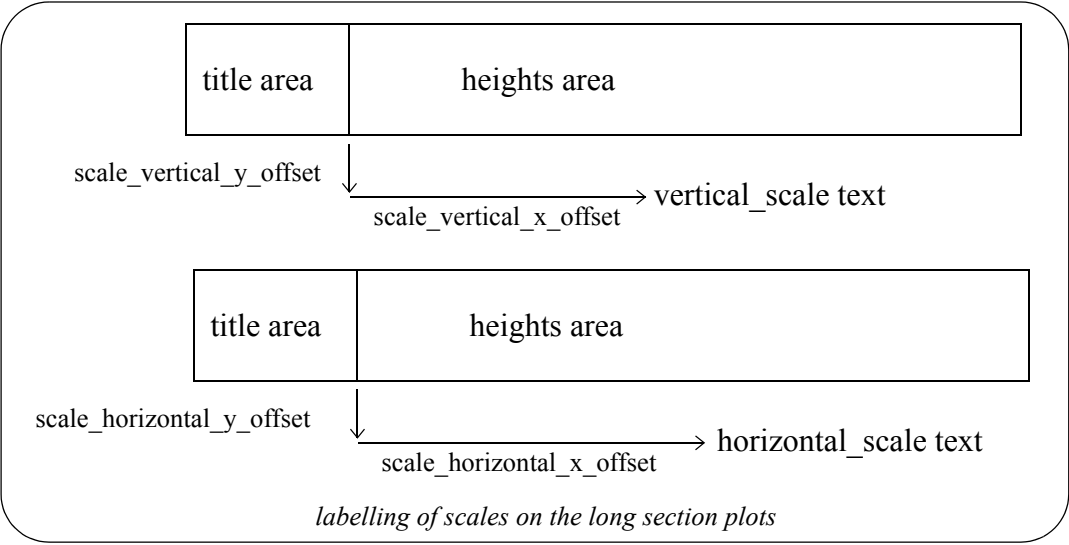 title area
heights area
scale_vertical_y_offset
vertical_scale text
scale_vertical_x_offset
title area
heights area
scale_horizontal_y_offset
horizontal_scale text
scale_horizontal_x_offset
labelling of scales on the long section plots